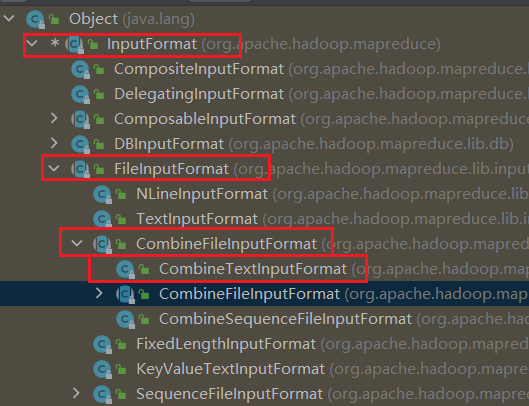 Object (java.lang)
* InputFormat (org.apache.hadoop.mapreduce)
CompositeInputFormat (org.apache.hadoop.mapreduce.l
DelegatingInputFormat (org.apache.hadoop.mapreduce.
ComposableInputFormat (org.apache.hadoop.mapreduce
DBInputFormat (org.apache.hadoop.mapreduce.lib.db)
FileInputFormat (org.apache.hadoop.mapreduce.lib.input
NLineInputFormat (org.apache.hadoop.mapreduce.lib
TextInputFormat (org.apache.hadoop.mapreduce.lib.in
CombineFileInputFormat (org.apache.hadoop.mapred
CombineTextInputFormat (org.apache.hadoop.map
CombineFileInputFormat (org.apache.hadoop.map
CombineSequenceFileInputFormat (org.apache.had
FixedLengthInputFormat (org.apache.hadoop.mapredu
KeyValueTextInputFormat (org.apache.hadoop.mapred
SequenceFileInputFormat (org.apache.hadoop.mapred